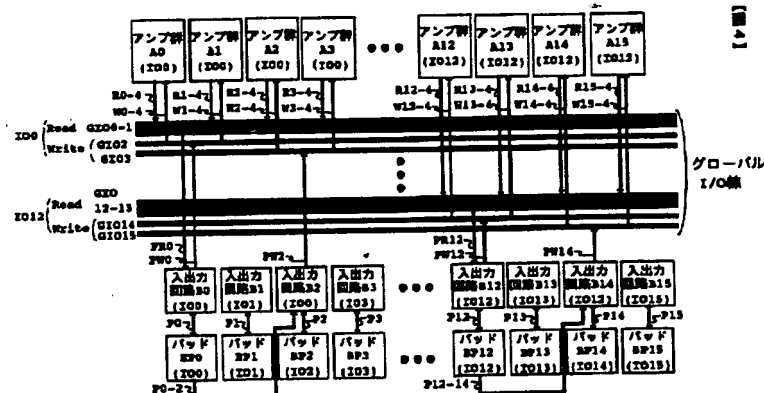 【図4】
アンプ群 A0 (IO0)
アンプ群 A1 (IO0)
アンプ群 A2 (IO0)
アンプ群 A3 (IO0)
アンプ群 A12 (IO12)
アンプ群 A13 (IO12)
アンプ群 A14 (IO12)
アンプ群 A15 (IO12)
R0-4 R1-4 R2-4 R3-4 R12-4 R13-4 R14-4 R15-4
W0-4 W1-4 W2-4 W3-4 W12-4 W13-4 W14-4 W15-4
IO0 Read GIO0-1
Write GIO2
GIO3
グローバル
I/O線
IO12 Read GIO
12-13
Write GIO14
GIO15
PR0 PR12
PW0 PW2 PW12 PW14
入出力 回路B0 (IO0)
入出力 回路B1 (IO1)
入出力 回路B2 (IO0)
入出力 回路B3 (IO3)
入出力 回路B12 (IO12)
入出力 回路B13 (IO13)
入出力 回路B14 (IO12)
入出力 回路B15 (IO15)
P0 P1 P2 P3 P12 P13 P14 P15
パッド BP0 (IO0)
パッド BP1 (IO1)
パッド BP2 (IO2)
パッド BP3 (IO3)
パッド BP12 (IO12)
パッド BP13 (IO13)
パッド BP14 (IO14)
パッド BP15 (IO15)
P0-2 P12-14